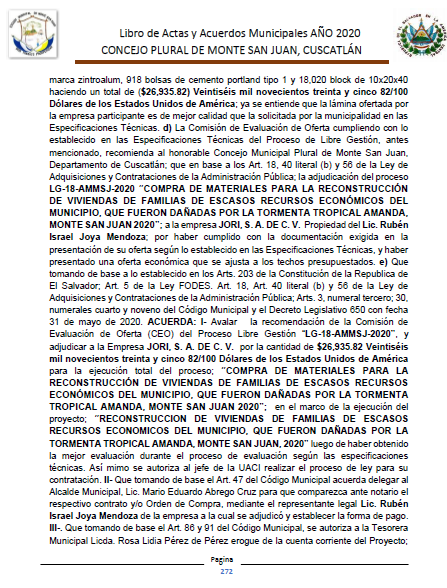 Libro de Actas y Acuerdos Municipales AÑO 2020
CONCEJO PLURAL DE MONTE SAN JUAN, CUSCATLÁN
marca zintroalum, 918 bolsas de cemento portland tipo 1 y 18,020 block de 10x20x40
haciendo un total de ($26,935.82) Veintiséis mil novecientos treinta y cinco 82/100
Dólares de los Estados Unidos de América; ya se entiende que la lámina ofertada por
la empresa participante es de mejor calidad que la solicitada por la municipalidad en las
Especificaciones Técnicas. d) La Comisión de Evaluación de Oferta cumpliendo con lo
establecido en las Especificaciones Técnicas del Proceso de Libre Gestión, antes
mencionado, recomienda al honorable Concejo Municipal Plural de Monte San Juan,
Departamento de Cuscatlán; que en base a los Art. 18, 40 literal (b) y 56 de la Ley de
Adquisiciones y Contrataciones de la Administración Pública; la adjudicación del proceso
LG-18-AMMSJ-2020 "COMPRA DE MATERIALES PARA LA RECONSTRUCCIÓN
DE VIVIENDAS DE FAMILIAS DE ESCASOS RECURSOS ECONÓMICOS DEL
MUNICIPIO, QUE FUERON DAÑADAS POR LA TORMENTA TROPICAL AMANDA,
MONTE SAN JUAN 2020"; a la empresa JORI, S. A. DE C. V. Propiedad del Lic. Rubén
Israel Joya Mendoza; por haber cumplido con la documentación exigida en la
presentación de su oferta según lo establecido en las Especificaciones Técnicas, y haber
presentado una oferta económica que se ajusta a los techos presupuestados. e) Que
tomando de base a lo establecido en los Arts. 203 de la Constitución de la Republica de
El Salvador; Art. 5 de la Ley FODES. Art. 18, Art. 40 literal (b) y 56 de la Ley de
Adquisiciones y Contrataciones de la Administración Pública; Arts. 3, numeral tercero; 30,
numerales cuarto y noveno del Código Municipal y el Decreto Legislativo 650 con fecha
31 de mayo de 2020. ACUERDA: I- Avalar la recomendación de la Comisión de
Evaluación de Oferta (CEO) del Proceso Libre Gestión "LG-18-AMMSJ-2020", y
adjudicar a la Empresa JORI, S. A. DE C. V. por la cantidad de $26,935.82 Veintiséis
mil novecientos treinta y cinco 82/100 Dólares de los Estados Unidos de América
para la ejecución total del proceso; "COMPRA DE MATERIALES PARA LA
RECONSTRUCCIÓN DE VIVIENDAS DE FAMILIAS DE ESCASOS RECURSOS
ECONÓMICOS DEL MUNICIPIO, QUE FUERON DAÑADAS POR LA TORMENTA
TROPICAL AMANDA, MONTE SAN JUAN 2020"; en el marco de la ejecución del
proyecto; "RECONSTRUCCION DE VIVIENDAS DE FAMILIAS DE ESCASOS
RECURSOS ECONOMICOS DEL MUNICIPIO, QUE FUERON DAÑADAS POR LA
TORMENTA TROPICAL AMANDA, MONTE SAN JUAN, 2020" luego de haber obtenido
la mejor evaluación durante el proceso de evaluación según las especificaciones
técnicas. Así mimo se autoriza al jefe de la UACI realizar el proceso de ley para su
contratación. II- Que tomando de base el Art. 47 del Código Municipal acuerda delegar al
Alcalde Municipal, Lic. Mario Eduardo Abrego Cruz para que comparezca ante notario el
respectivo contrato y/o Orden de Compra, mediante el representante legal Lic. Rubén
Israel Joya Mendoza de la empresa a la cual se adjudicó y establecer la forma de pago.
III-. Que tomando de base el Art. 86 y 91 del Código Municipal, se autoriza a la Tesorera
Municipal Licda. Rosa Lidia Pérez de Pérez erogue de la cuenta corriente del Proyecto;
Pagina
272